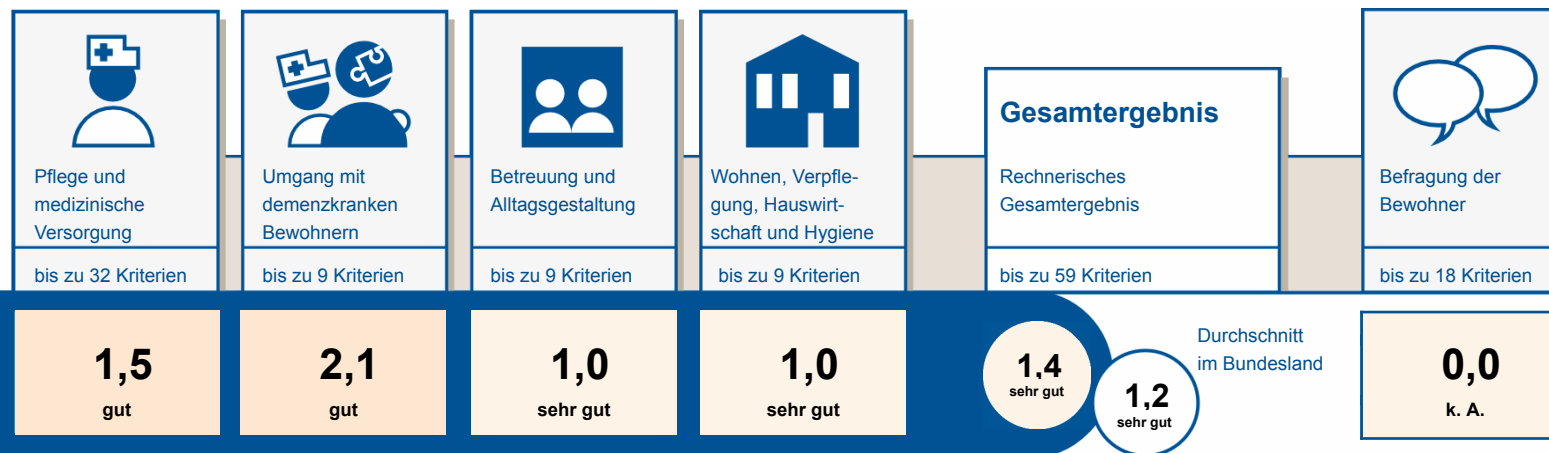 Pflege und
medizinische
Versorgung
bis zu 32 Kriterien
1,5
gut
Umgang mit
demenzkranken
Bewohnern
bis zu 9 Kriterien
2,1
gut
Betreuung und
Alltagsgestaltung
bis zu 9 Kriterien
1,0
sehr gut
Wohnen, Verpfle-
gung, Hauswirt-
schaft und Hygiene
bis zu 9 Kriterien
1,0
sehr gut
Gesamtergebnis
Rechnerisches
Gesamtergebnis
bis zu 59 Kriterien
1,4
sehr gut
1,2
sehr gut
Durchschnitt
im Bundesland
Befragung der
Bewohner
bis zu 18 Kriterien
0,0
k. A.